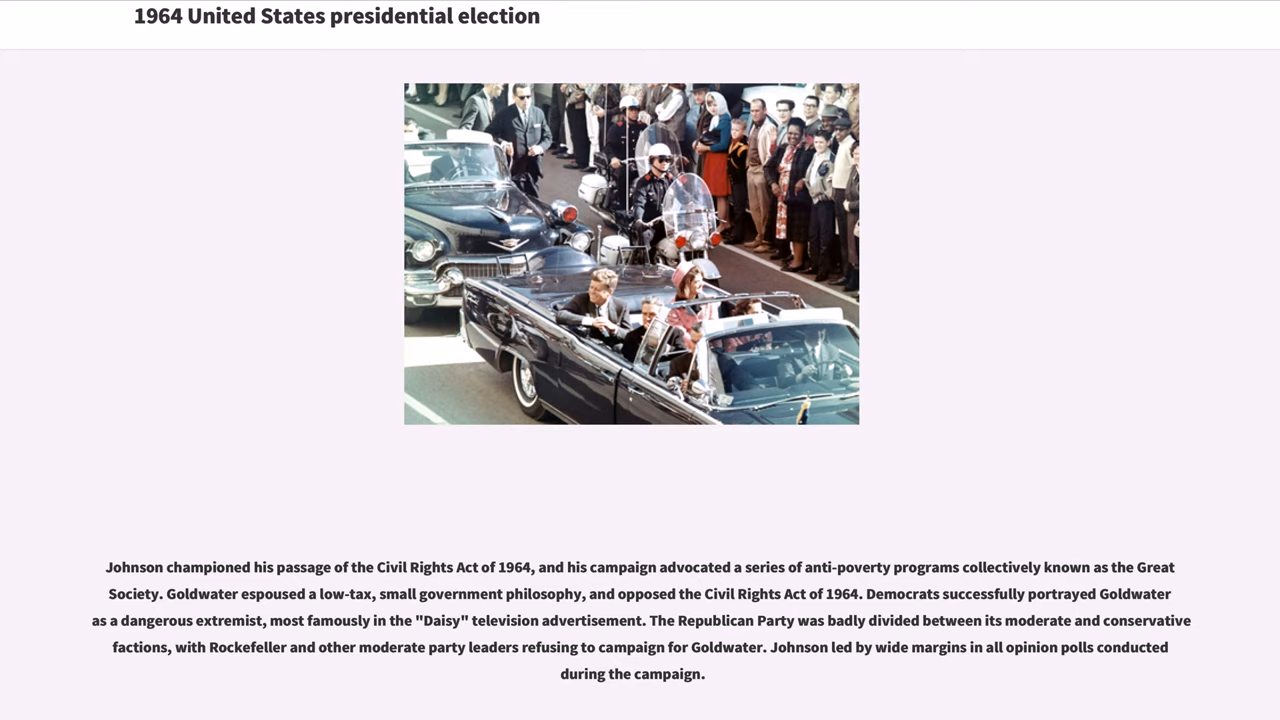 1964 United States presidential election
Johnson championed his passage of the Civil Rights Act of 1964, and his campaign advocated a series of anti-poverty programs collectively known as the Great
Society. Goldwater espoused a low-tax, small government philosophy, and opposed the Civil Rights Act of 1964. Democrats successfully portrayed Goldwater
as a dangerous extremist, most famously in the "Daisy" television advertisement. The Republican Party was badly divided between its moderate and conservative
factions, with Rockefeller and other moderate party leaders refusing to campaign for Goldwater. Johnson led by wide margins in all opinion polls conducted
during the campaign.